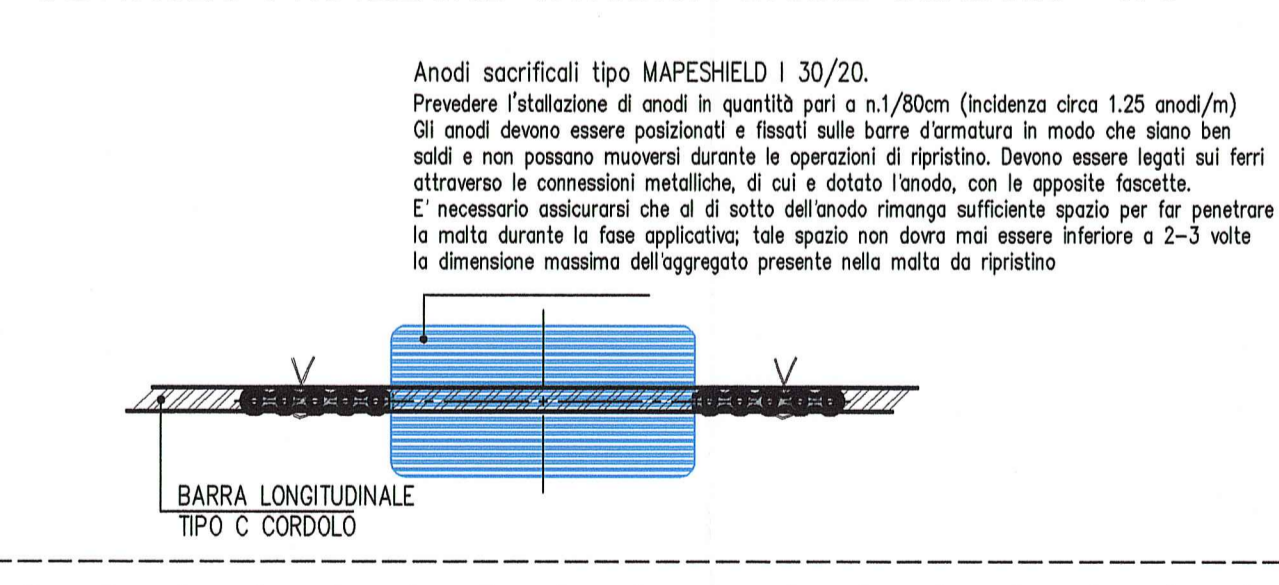 Anodi sacrificali tipo MAPESHIELD I 30/20.
Prevedere l'stallazione di anodi in quantità pari a n.1/80cm (incidenza circa 1.25 anodi/m)
Gli anodi devono essere posizionati e fissati sulle barre d'armatura in modo che siano ben
saldi e non possano muoversi durante le operazioni di ripristino. Devono essere legati sui ferri
attraverso le connessioni metalliche, di cui e dotato l'anodo, con le apposite fascette.
E' necessario assicurarsi che al di sotto dell'anodo rimanga sufficiente spazio per far penetrare
la malta durante la fase applicativa; tale spazio non dovra mai essere inferiore a 2-3 volte
la dimensione massima dell'aggregato presente nella malta da ripristino
BARRA LONGITUDINALE
TIPO C CORDOLO